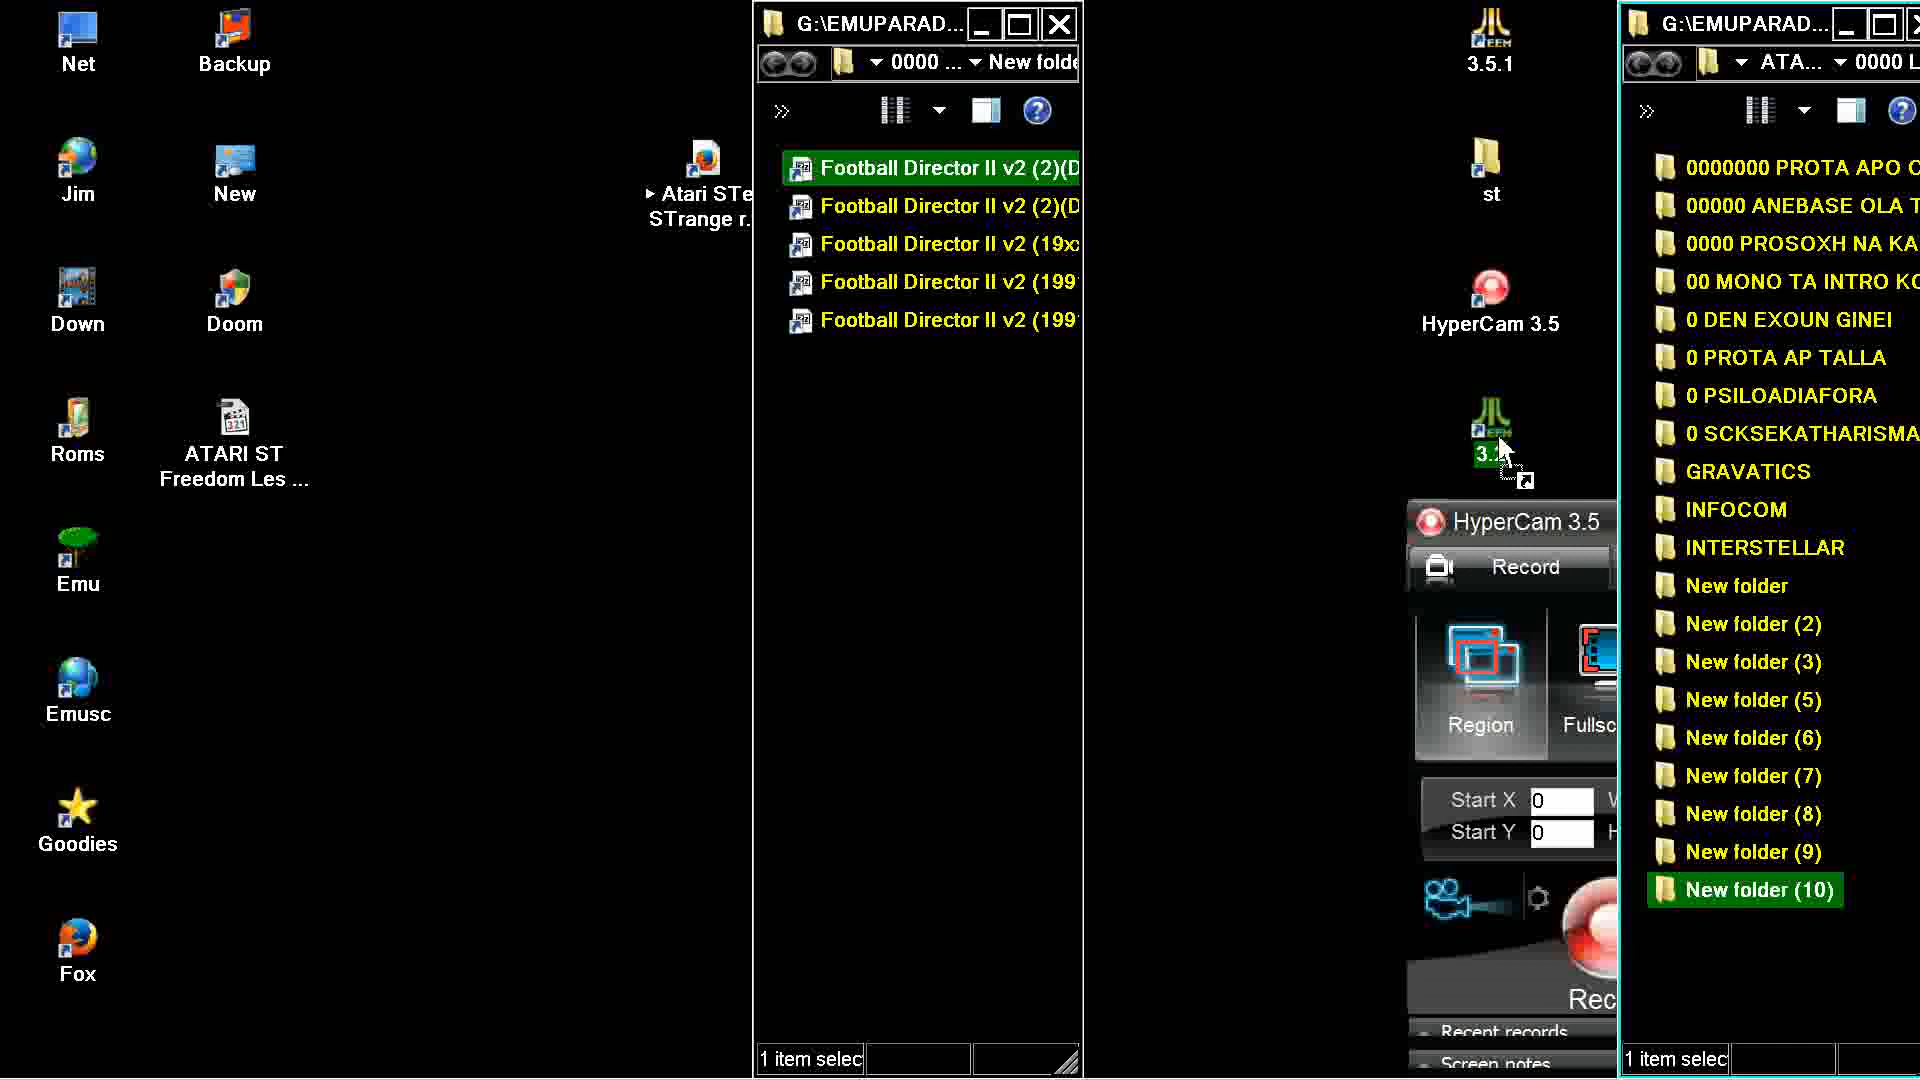 Net
Backup
Jim
New
Down
Doom
Roms
ATARI ST
Freedom Les ...
Emu
Emusc
Goodies
Fox
Atari STe
STrange r.
G:\EMUPARAD...
0000 ... New folde
Football Director II v2 (2)(D
Football Director II v2 (2)(D
Football Director II v2 (19x
Football Director II v2 (199
Football Director II v2 (199
1 item selec
3.5.1
st
HyperCam 3.5
HyperCam 3.5
Record
Region
Fullsc
Start X 0
Start Y 0
Rec
Recent records
Screen notes
G:\EMUPARAD...
ATA... 0000 L
0000000 PROTA APO
00000 ANEBASE OLA T
0000 PROSOXH NA KA
00 MONO TA INTRO KO
0 DEN EXOUN GINEI
0 PROTA AP TALLA
0 PSILOADIAFORA
0 SCKSEKATHARISMA
GRAVATICS
INFOCOM
INTERSTELLAR
New folder
New folder (2)
New folder (3)
New folder (5)
New folder (6)
New folder (7)
New folder (8)
New folder (9)
New folder (10)
1 item selec